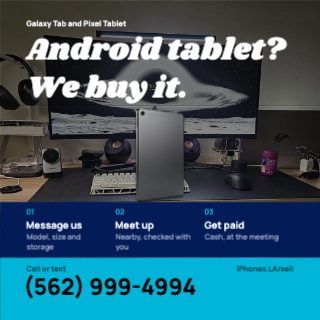 Galaxy Tab and Pixel Tablet
Android tablet?
We buy it.
01
Message us
Model, size and
storage
02
Meet up
Nearby, checked with
you
03
Get paid
Cash, at the meeting
Call or text
(562) 999-4994
iPhones.LA/sell